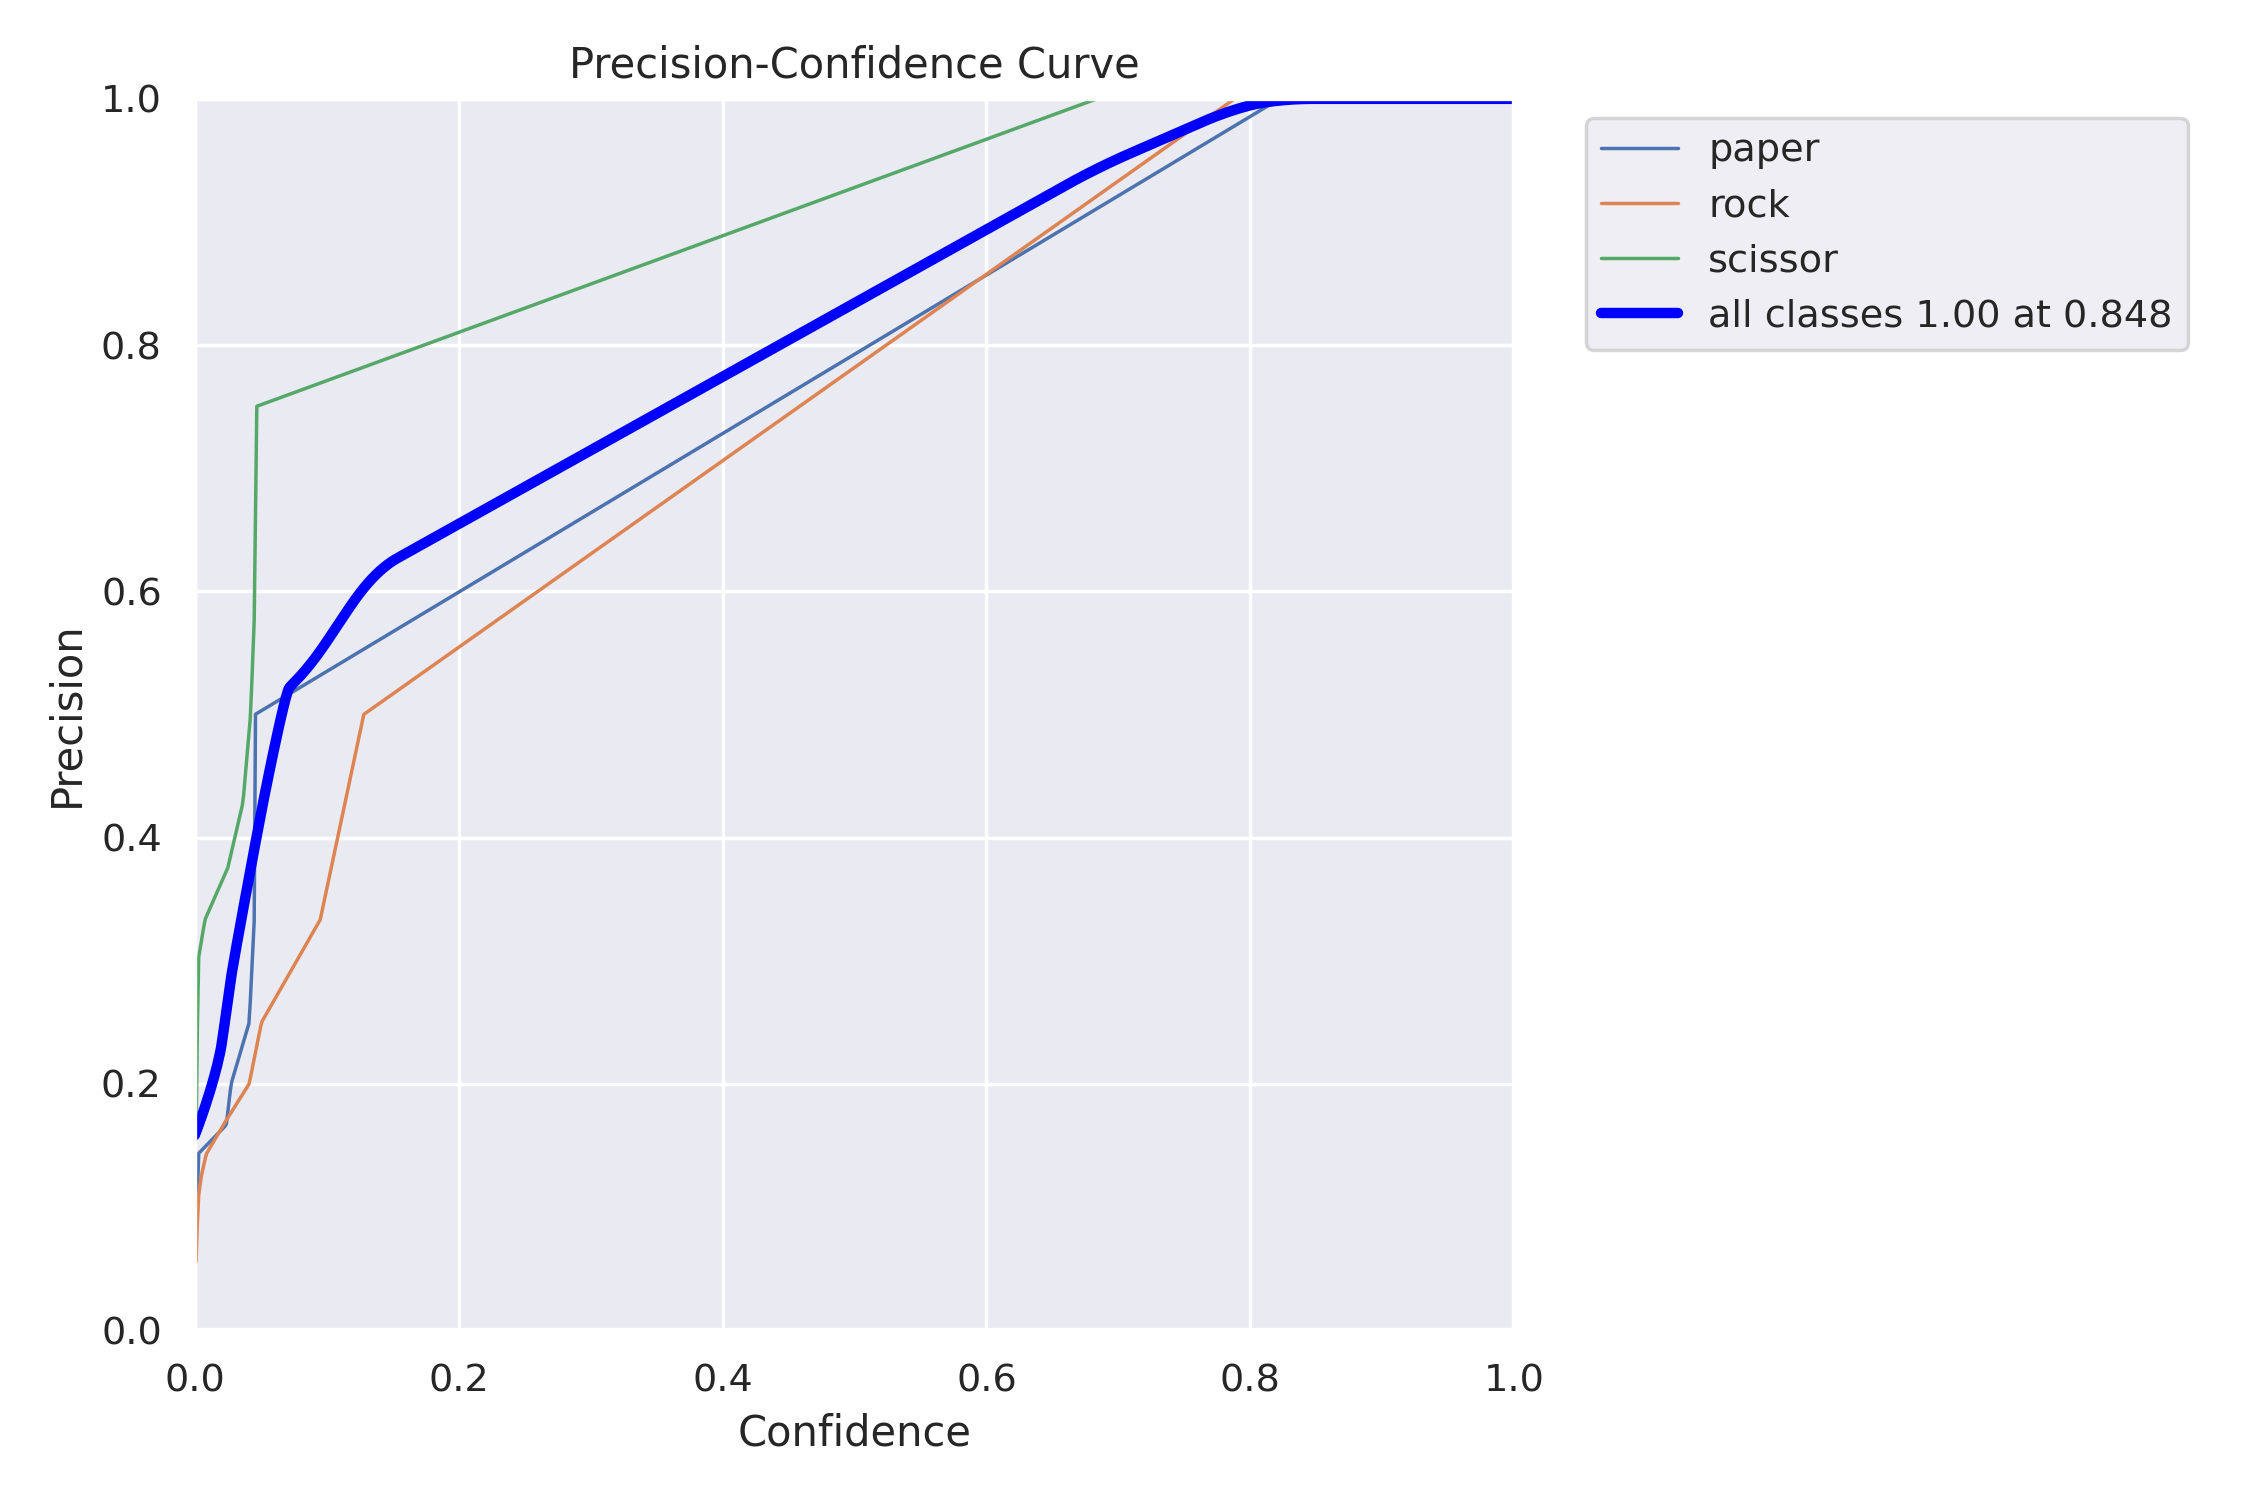 Precision-Confidence Curve
1.0
0.8
0.6
0.4
0.2
0.0
Precision
0.0 0.2 0.4 0.6 0.8 1.0
Confidence
paper
rock
scissor
all classes 1.00 at 0.848